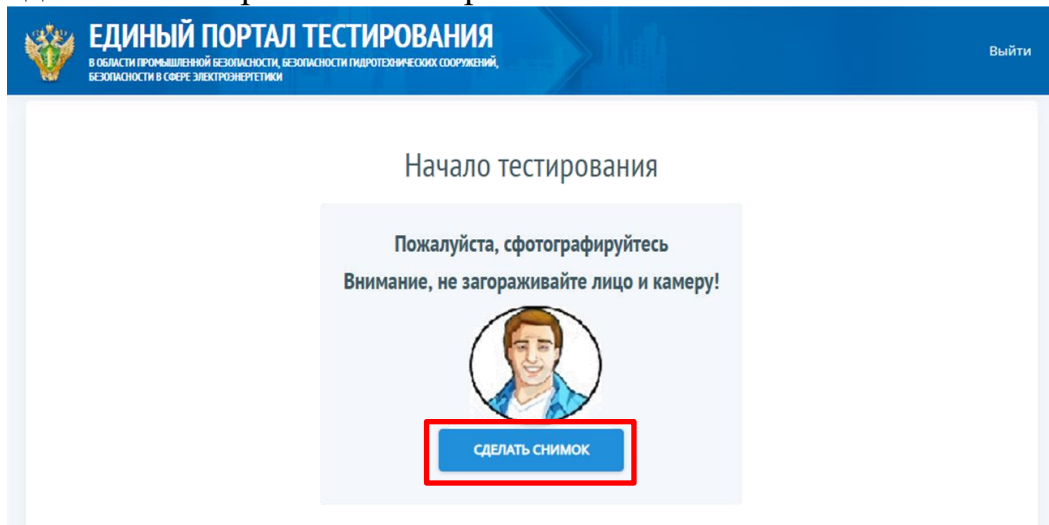 ЕДИНЫЙ ПОРТАЛ ТЕСТИРОВАНИЯ
В ОБЛАСТИ ПРОМЫШЛЕННОЙ БЕЗОПАСНОСТИ, БЕЗОПАСНОСТИ ГИДРОТЕХНИЧЕСКИХ СООРУЖЕНИЙ,
БЕЗОПАСНОСТИ В СФЕРЕ ЭЛЕКТРОЭНЕРГЕТИКИ
Выйти
Начало тестирования
Пожалуйста, сфотографируйтесь
Внимание, не загораживайте лицо и камеру!
СДЕЛАТЬ СНИМОК